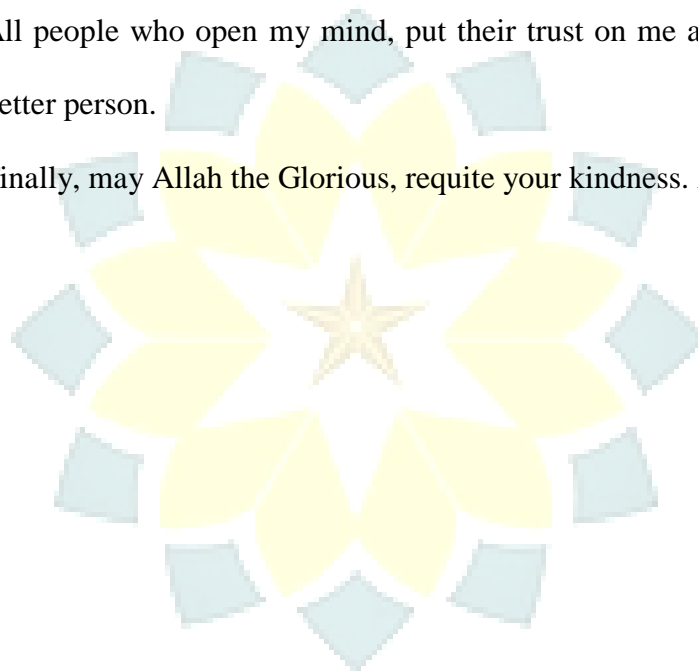 All people who open my mind, put their trust on me a
etter person.
inally, may Allah the Glorious, requite your kindness.